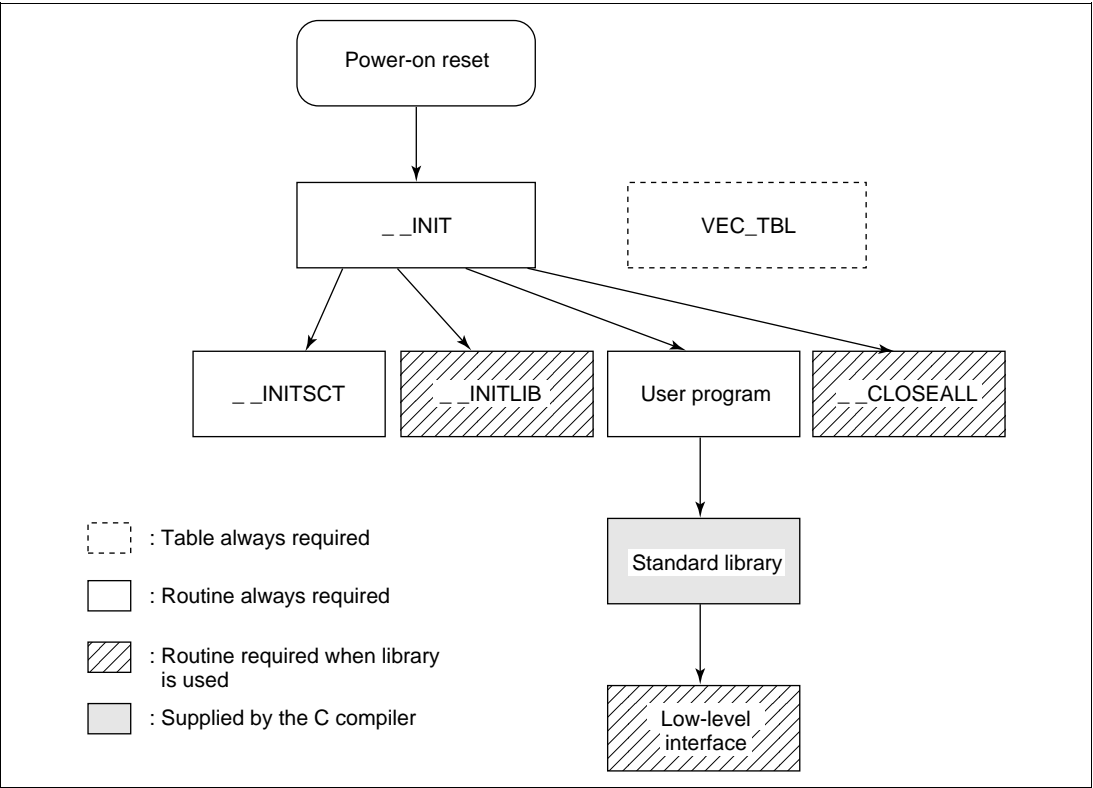 Power-on reset
_ _INIT
VEC_TBL
_ _INITSCT
_ _INITLIB
User program
_ _CLOSEALL
Standard library
Low-level
interface
: Table always required
: Routine always required
: Routine required when library
is used
: Supplied by the C compiler